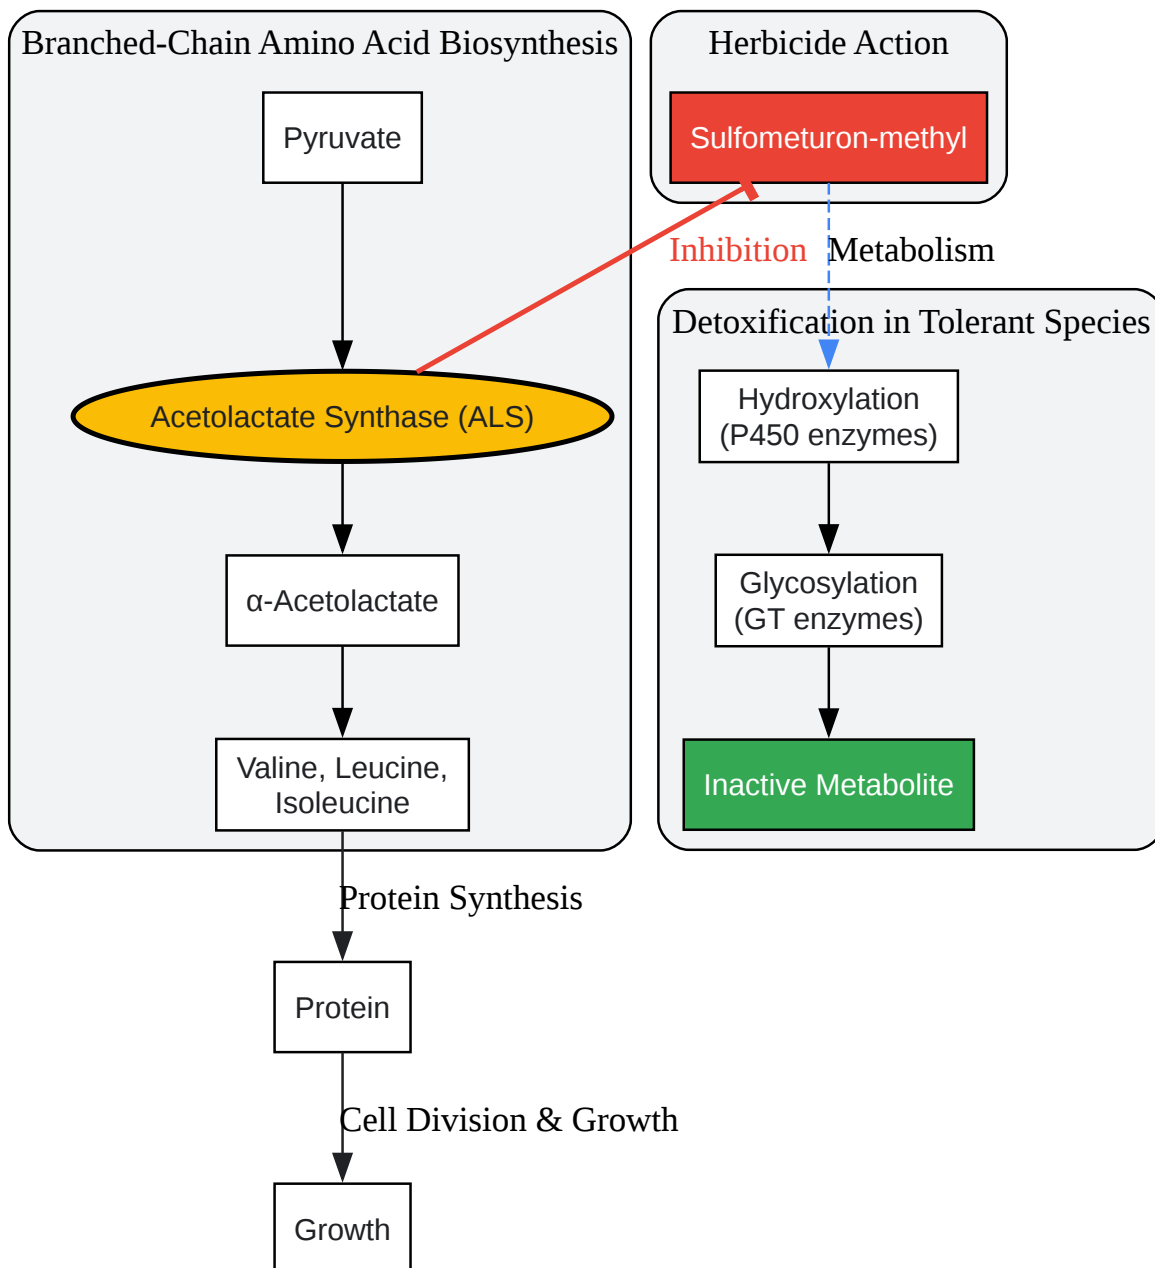 Branched-Chain Amino Acid Biosynthesis
Pyruvate
Acetolactate Synthase (ALS)
α-Acetolactate
Valine, Leucine,
Isoleucine
Protein Synthesis
Protein
Cell Division & Growth
Growth
Herbicide Action
Sulfometuron-methyl
Inhibition
Metabolism
Detoxification in Tolerant Species
Hydroxylation
(P450 enzymes)
Glycosylation
(GT enzymes)
Inactive Metabolite